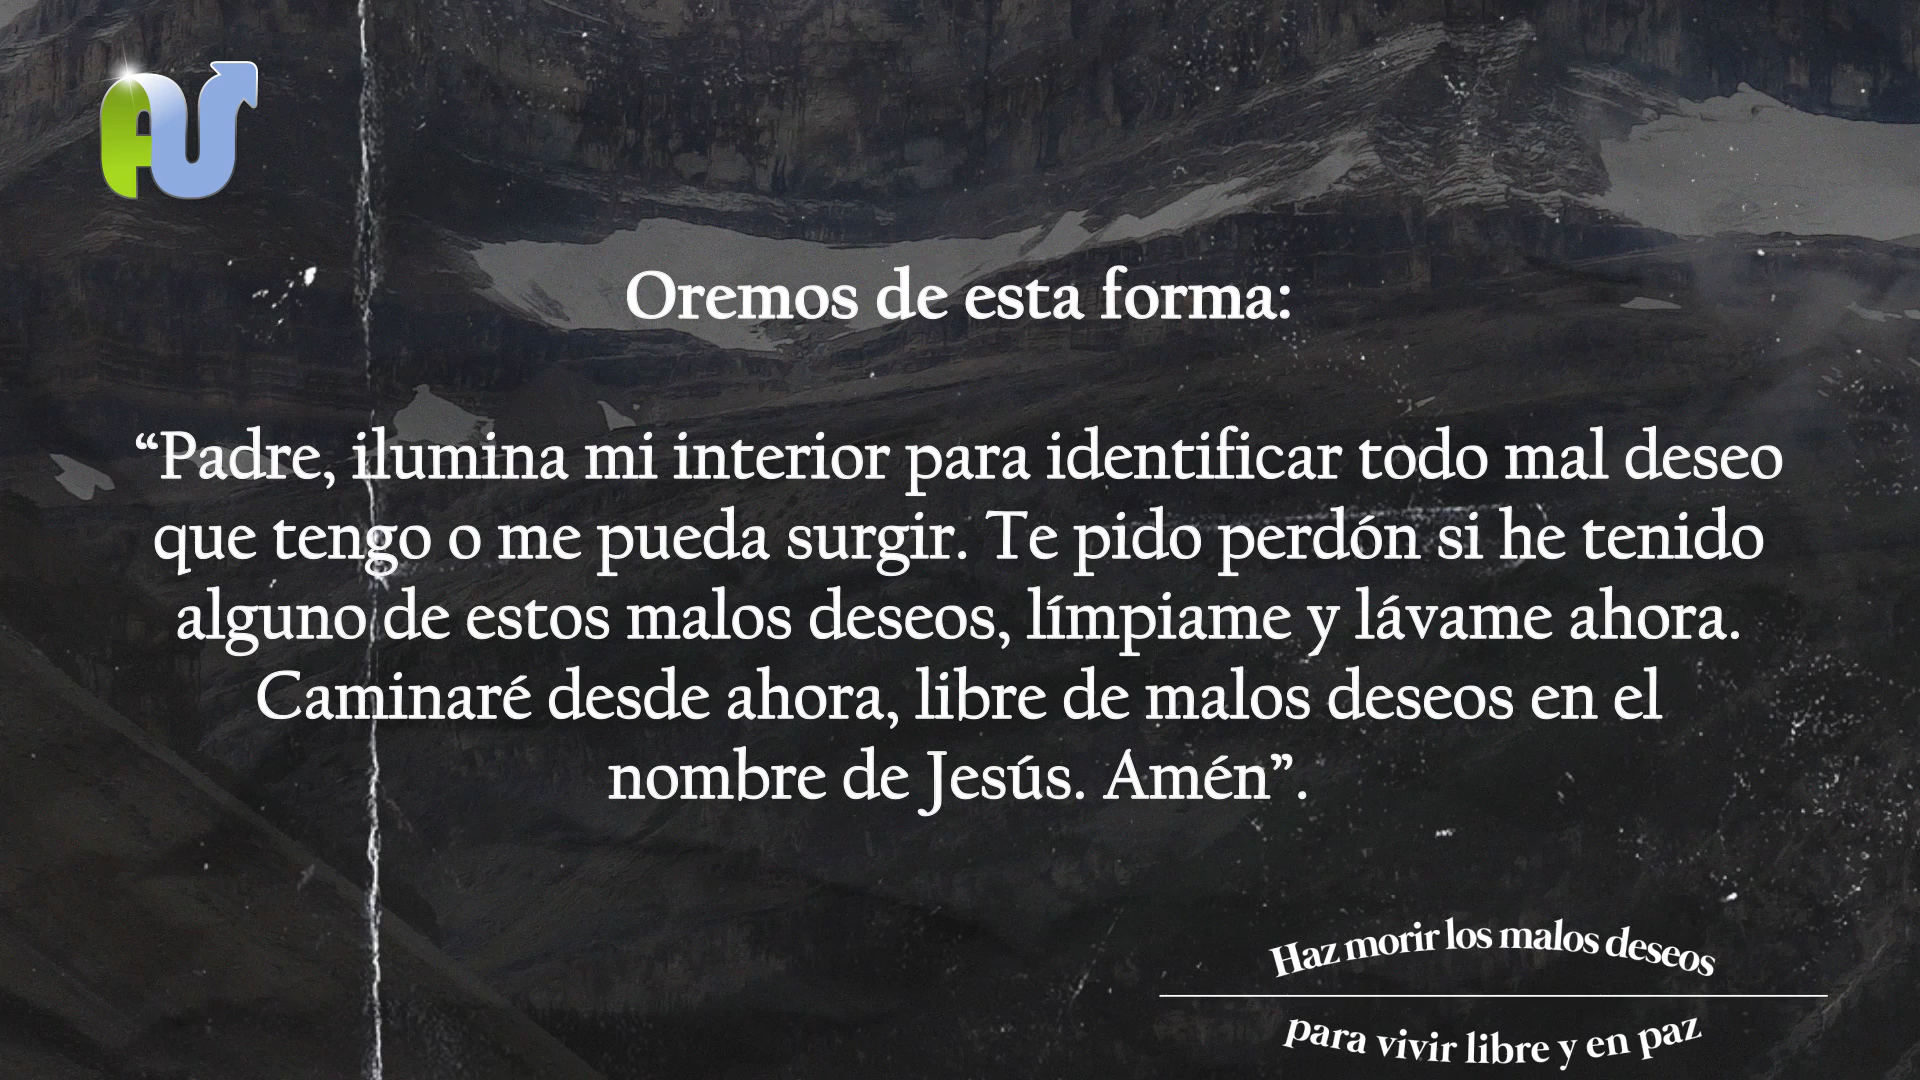 AU
Oremos de esta forma:
“Padre, ilumina mi interior para identificar todo mal deseo
que tengo o me pueda surgir. Te pido perdón si he tenido
alguno de estos malos deseos, límpiame y lávame ahora.
Caminaré desde ahora, libre de malos deseos en el
nombre de Jesús. Amén”.
Haz morir los malos deseos
para vivir libre y en paz